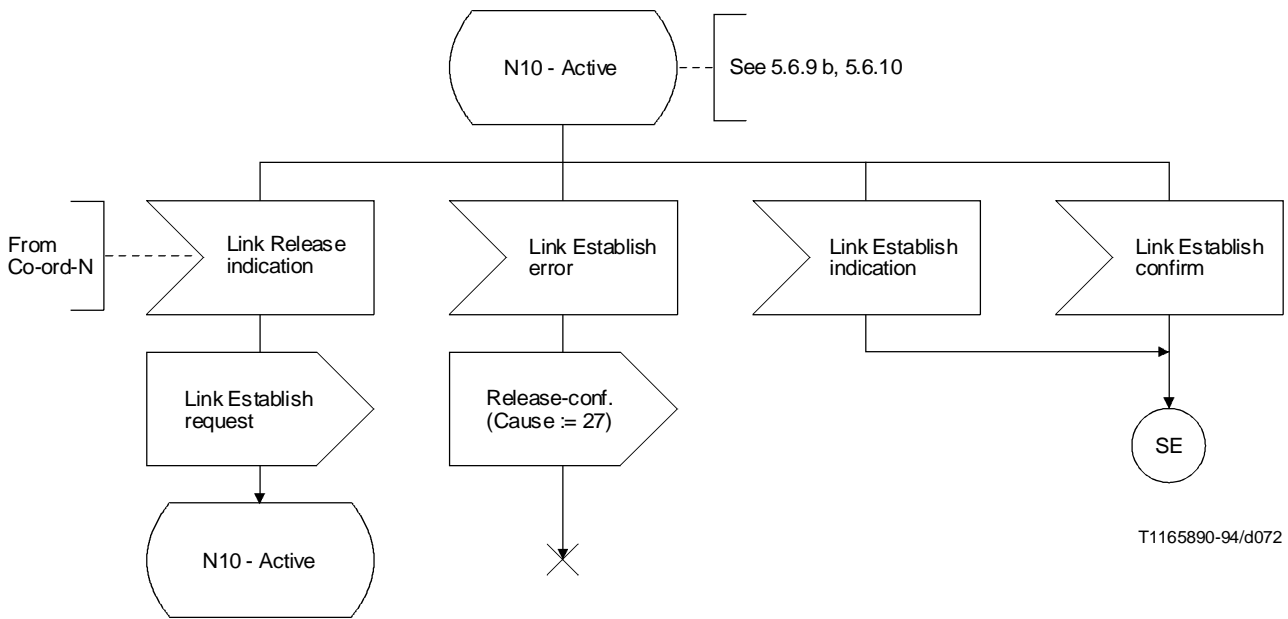 N10 - Active
See 5.6.9 b, 5.6.10
From
Co-ord-N
Link Release
indication
Link Establish
error
Link Establish
indication
Link Establish
confirm
Link Establish
request
Release-conf.
(Cause := 27)
SE
N10 - Active
T1165890-94/d072